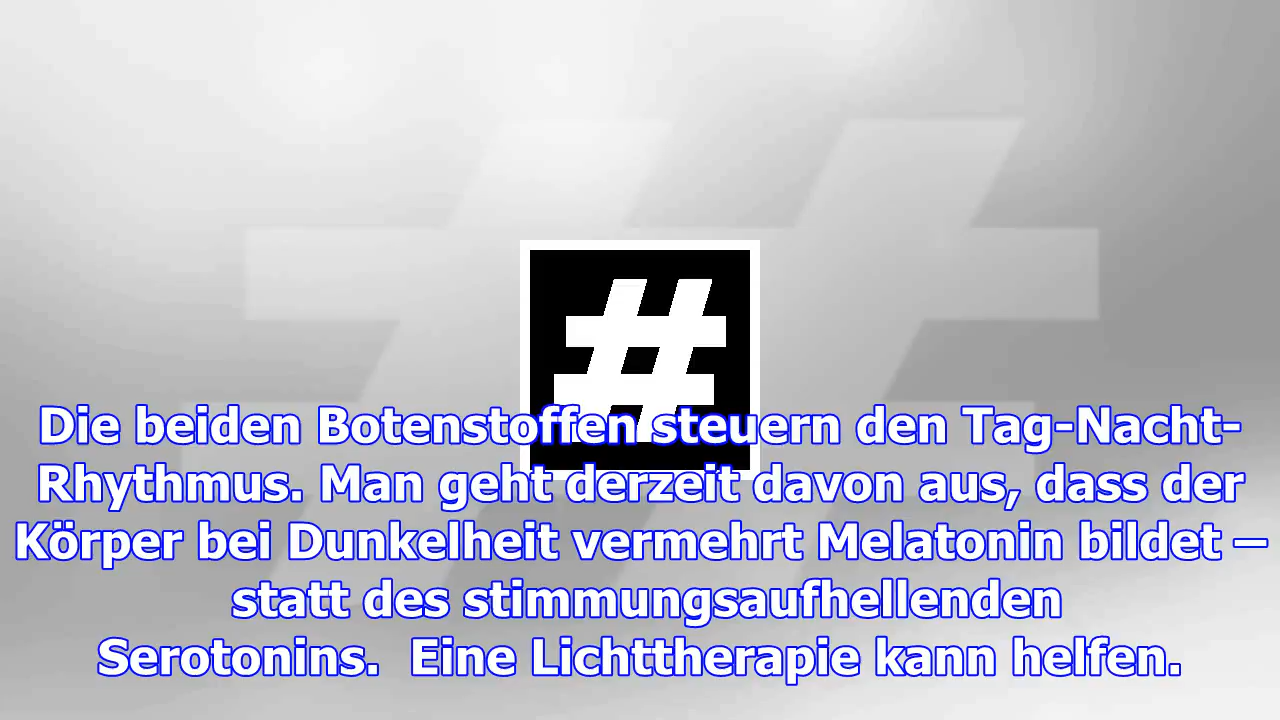 #
Die beiden Botenstoffen steuern den Tag-Nacht-
Rhythmus. Man geht derzeit davon aus, dass der
Körper bei Dunkelheit vermehrt Melatonin bildet –
statt des stimmungsaufhellenden
Serotonins.  Eine Lichttherapie kann helfen.